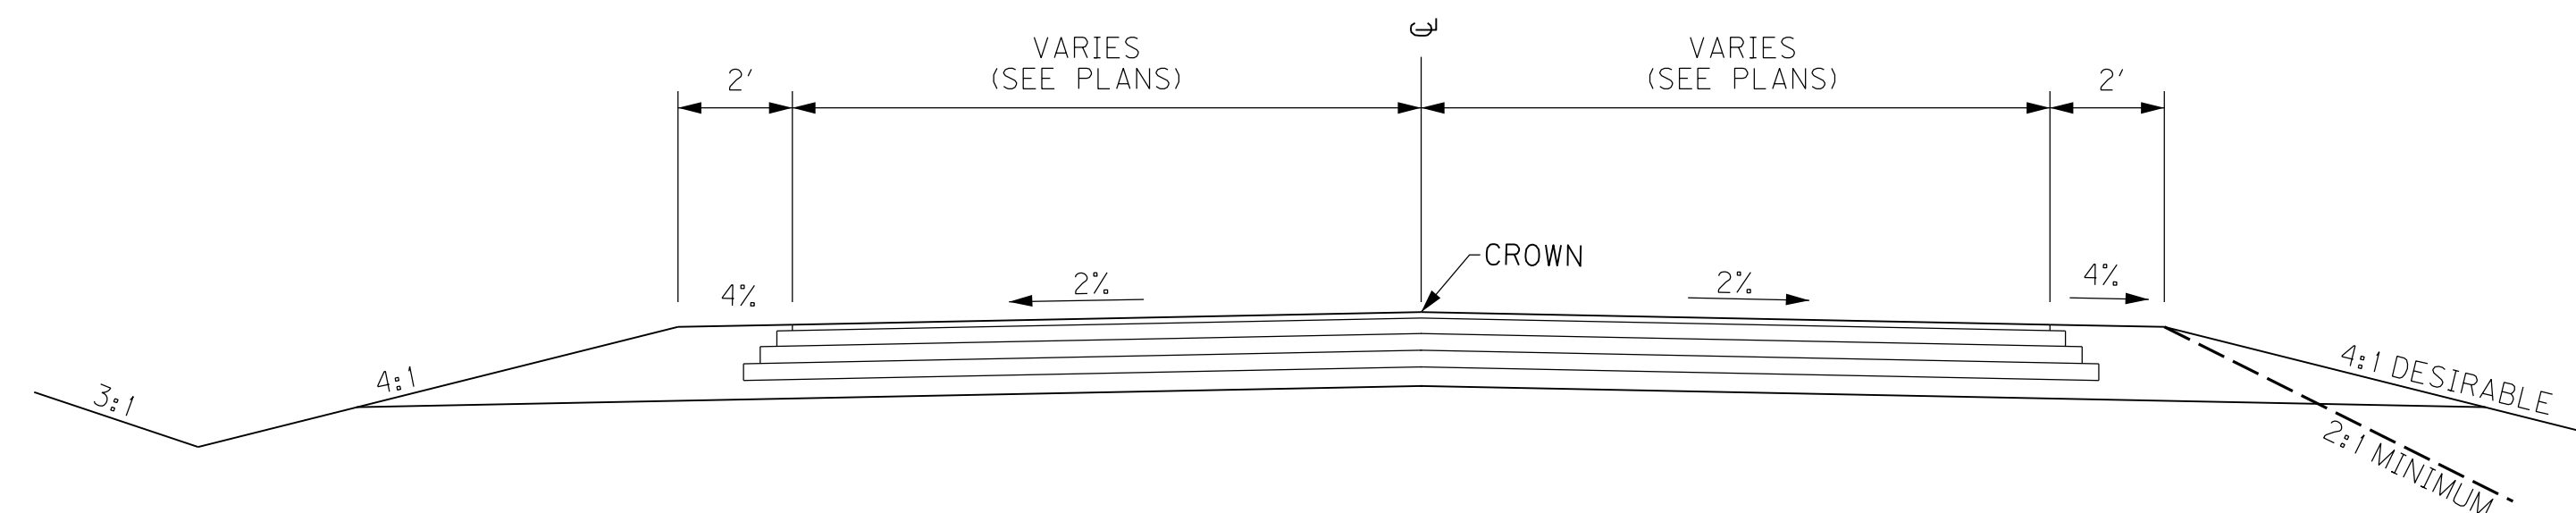 VARIES
(SEE PLANS)
VARIES
(SEE PLANS)
2'
2'
CROWN
4%
2%
2%
4%
4:1
3:1
4:1 DESIRABLE
2:1 MINIMUM